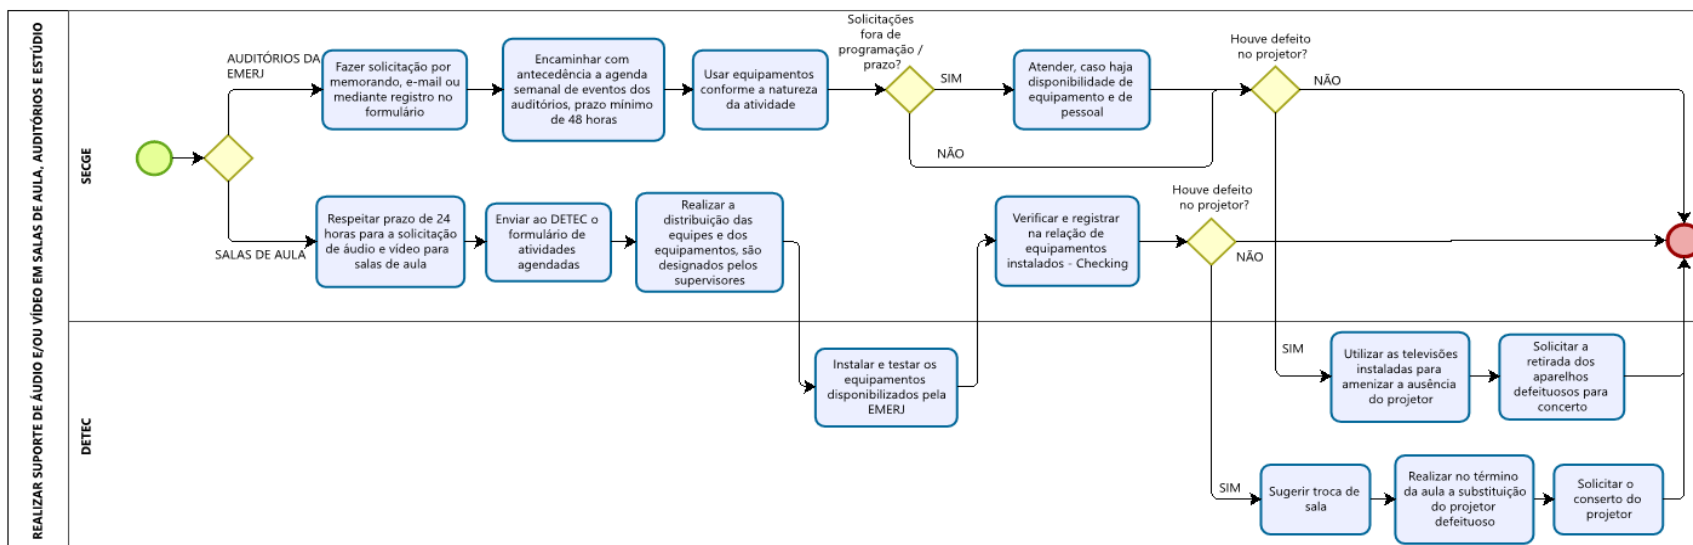 REALIZAR SUPORTE DE ÁUDIO E/OU VÍDEO EM SALAS DE AULA, AUDITÓRIOS E ESTÚDIO
SECGE
AUDITÓRIOS DA
EMERJ
Fazer solicitação por
memorando, e-mail ou
mediante registro no
formulário
Encaminhar com
antecedência a agenda
semanal de eventos dos
auditórios, prazo mínimo
de 48 horas
Usar equipamentos
conforme a natureza
da atividade
Solicitações
fora de
programação /
prazo?
SIM
NÃO
Atender, caso haja
disponibilidade de
equipamento e de
pessoal
Houve defeito
no projetor?
NÃO
SALAS DE AULA
Respeitar prazo de 24
horas para a solicitação
de áudio e vídeo para
salas de aula
Enviar ao DETEC o
formulário de
atividades
agendadas
Realizar a
distribuição das
equipes e dos
equipamentos, são
designados pelos
supervisores
Verificar e registrar
na relação de
equipamentos
instalados - Checking
Houve defeito
no projetor?
NÃO
DETEC
Instalar e testar os
equipamentos
disponibilizados pela
EMERJ
SIM
Utilizar as televisões
instaladas para
amenizar a ausência
do projetor
Solicitar a
retirada dos
aparelhos
defeituosos para
concerto
SIM
Sugerir troca de
sala
Realizar no término
da aula a substituição
do projetor
defeituoso
Solicitar o
conserto do
projetor